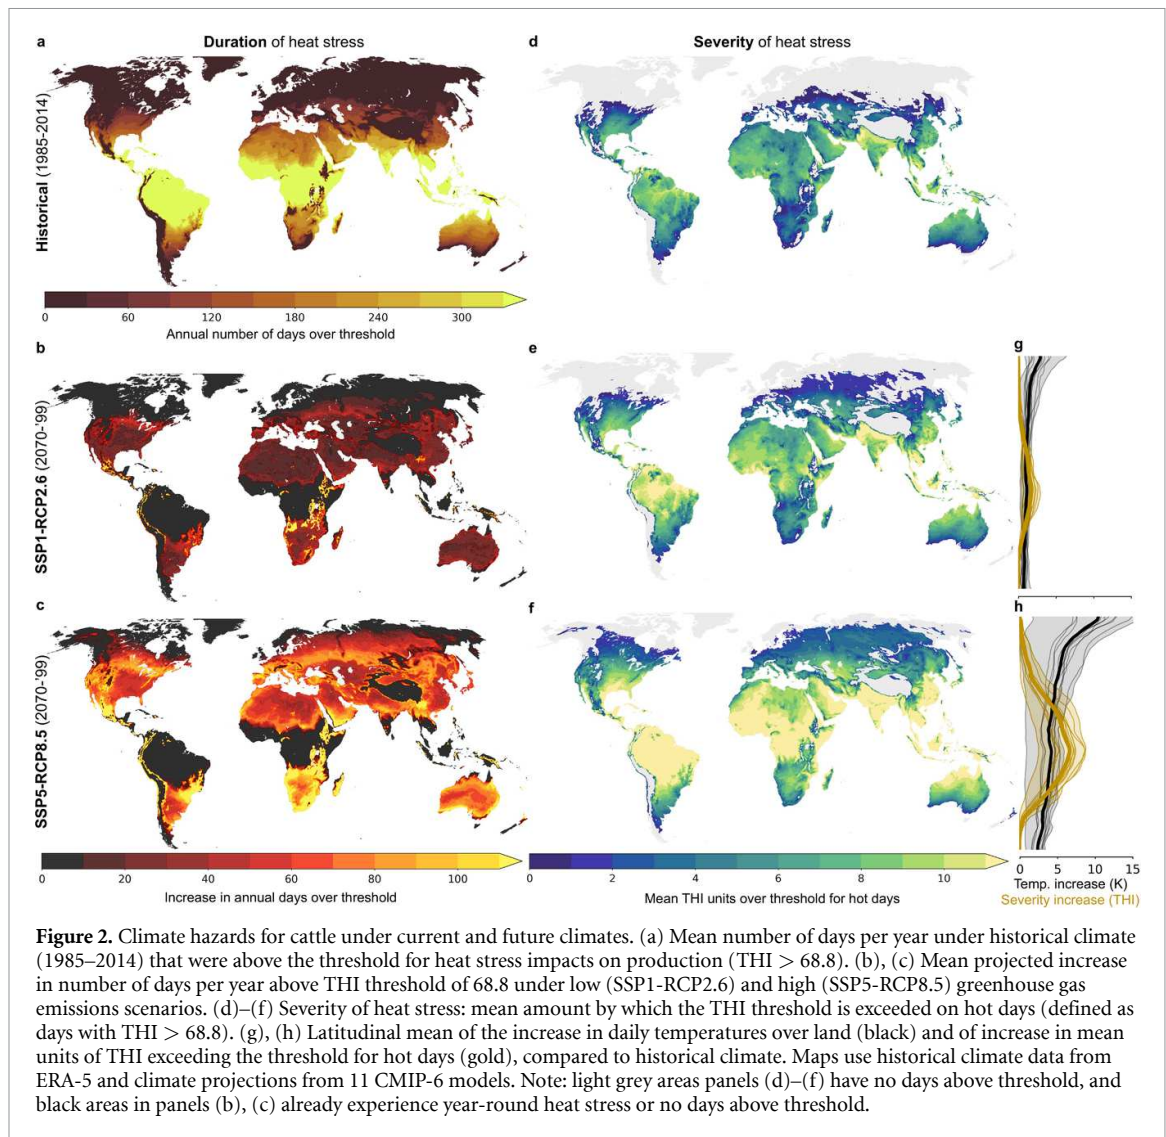 a
Duration of heat stress
d
Severity of heat stress
Historical (1985-2014)
0 60 120 180 240 300
Annual number of days over threshold
b
e
g
SSP1-RCP2.6 (2070-'99)
5 10
c
f
h
SSP5-RCP8.5 (2070-'99)
0 20 40 60 80 100
Increase in annual days over threshold
0 2 4 6 8 10
Mean THI units over threshold for hot days
0 5 10 15
Temp. increase (K)
Severity increase (THI)
Figure 2. Climate hazards for cattle under current and future climates. (a) Mean number of days per year under historical climate
(1985–2014) that were above the threshold for heat stress impacts on production (THI > 68.8). (b), (c) Mean projected increase
in number of days per year above THI threshold of 68.8 under low (SSP1-RCP2.6) and high (SSP5-RCP8.5) greenhouse gas
emissions scenarios. (d)–(f) Severity of heat stress: mean amount by which the THI threshold is exceeded on hot days (defined as
days with THI > 68.8). (g), (h) Latitudinal mean of the increase in daily temperatures over land (black) and of increase in mean
units of THI exceeding the threshold for hot days (gold), compared to historical climate. Maps use historical climate data from
ERA-5 and climate projections from 11 CMIP-6 models. Note: light grey areas panels (d)–(f) have no days above threshold, and
black areas in panels (b), (c) already experience year-round heat stress or no days above threshold.